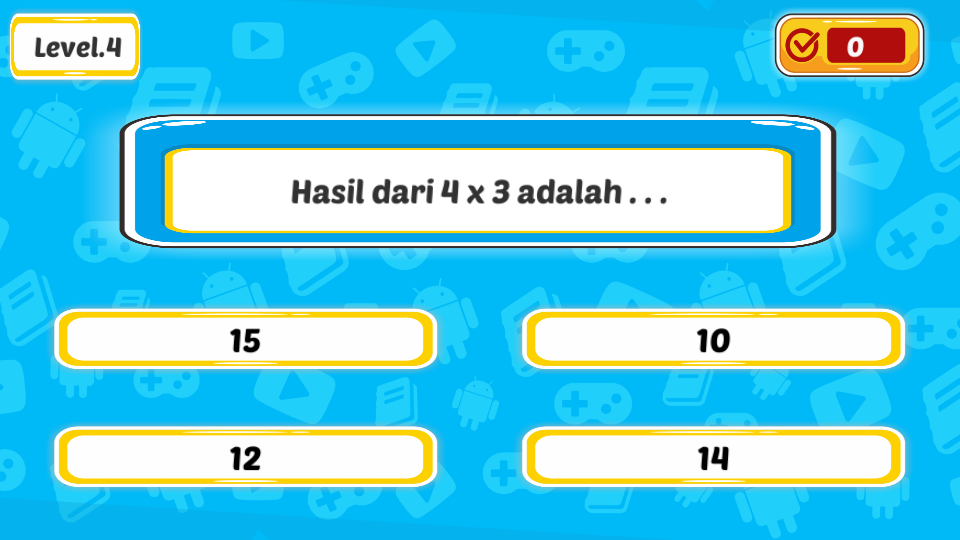 Level.4
0
Hasil dari 4 x 3 adalah . . .
15
10
12
14